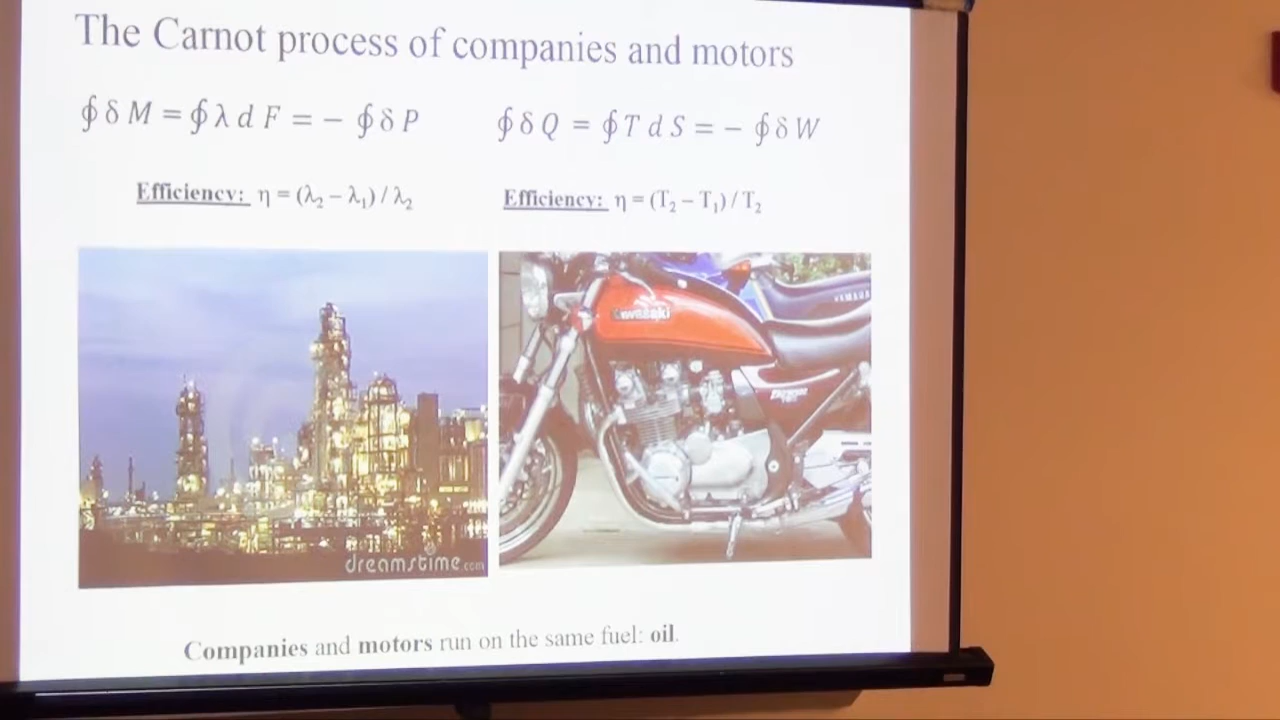 The Carnot process of companies and motors
∮ δ M = ∮ λ d F = − ∮ δ P
∮ δ Q = ∮ T d S = − ∮ δ W
Efficiency: η = (λ₂ − λ₁) / λ₂
Efficiency: η = (T₂ − T₁) / T₂
Kawasaki
YAMAHA
dreamstime.com
Companies and motors run on the same fuel: oil.